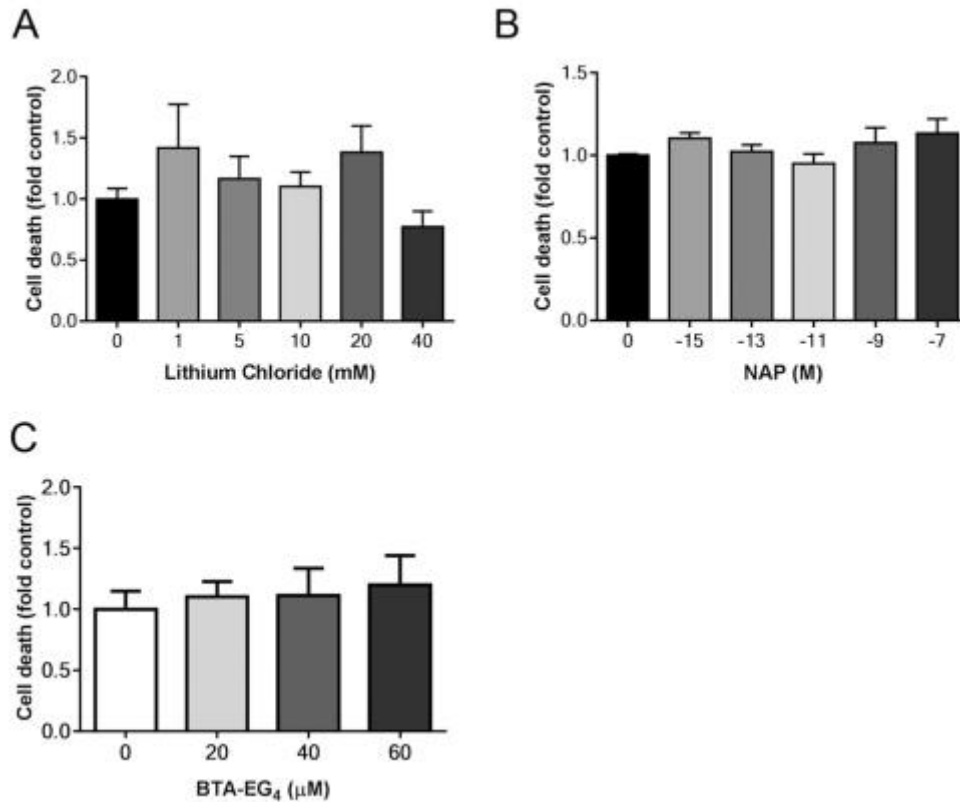 A
Cell death (fold control)
2.0
1.5
1.0
0.5
0.0
0 1 5 10 20 40
Lithium Chloride (mM)
B
Cell death (fold control)
1.5
1.0
0.5
0.0
0 -15 -13 -11 -9 -7
NAP (M)
C
Cell death (fold control)
2.0
1.5
1.0
0.5
0.0
0 20 40 60
BTA-EG₄ (μM)